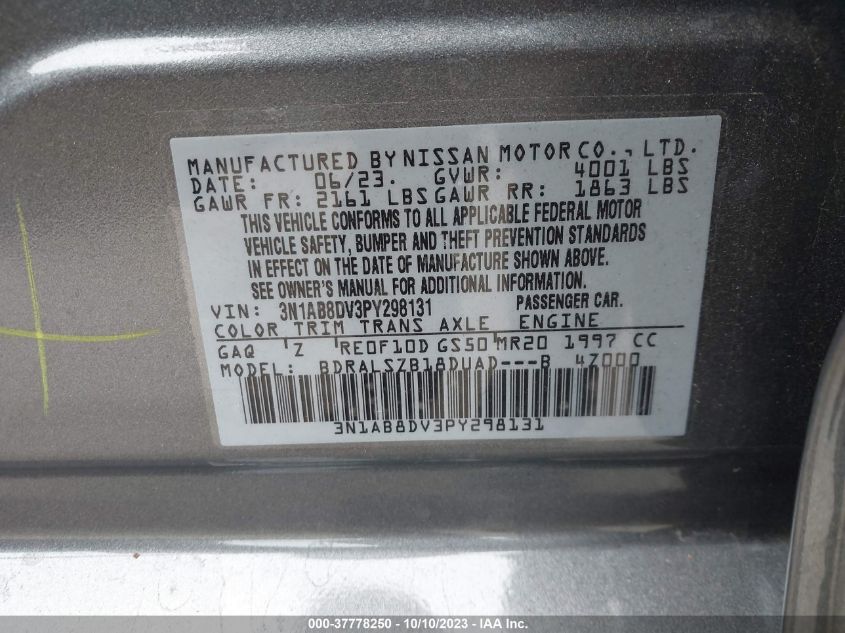 MANUFACTURED BY NISSAN MOTOR CO., LTD.
DATE: 06/23. GVWR: 4001 LBS
GAWR FR: 2161 LBS GAWR RR: 1863 LBS
THIS VEHICLE CONFORMS TO ALL APPLICABLE FEDERAL MOTOR
VEHICLE SAFETY, BUMPER AND THEFT PREVENTION STANDARDS
IN EFFECT ON THE DATE OF MANUFACTURE SHOWN ABOVE.
SEE OWNER'S MANUAL FOR ADDITIONAL INFORMATION.
VIN: 3N1AB8DV3PY298131 PASSENGER CAR.
COLOR TRIM TRANS AXLE ENGINE
GAQ Z RE0F10D GS50 MR20 1997 CC
MODEL: BDRALSZB18DUAD---B 4Z000
3N1AB8DV3PY298131
000-37778250 - 10/10/2023 - IAAI.com